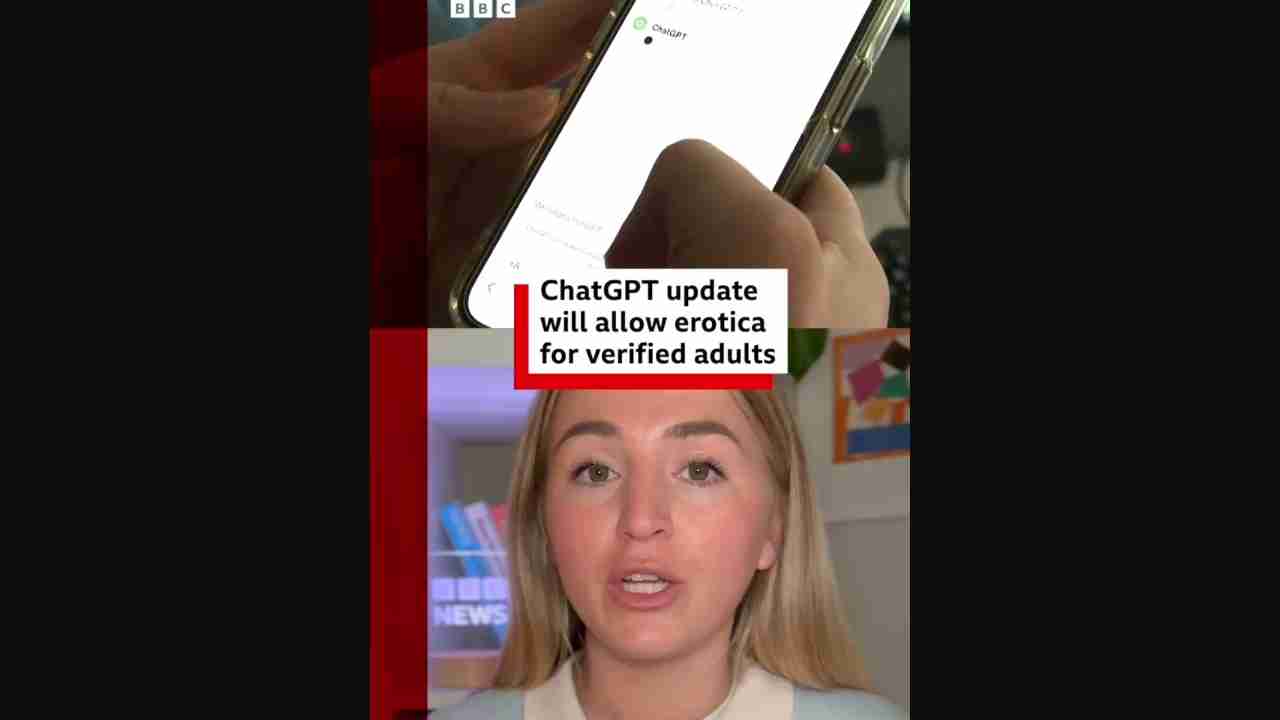 BBC
ChatGPT
ChatGPT update
will allow erotica
for verified adults
NEWS